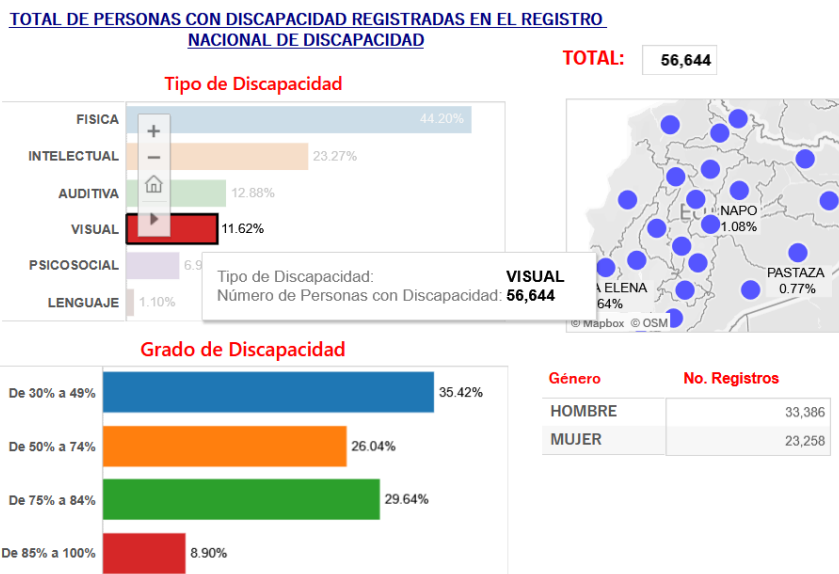 TOTAL DE PERSONAS CON DISCAPACIDAD REGISTRADAS EN EL REGISTRO
NACIONAL DE DISCAPACIDAD
TOTAL: 56,644
Tipo de Discapacidad
FISICA 44.20%
INTELECTUAL 23.27%
AUDITIVA 12.88%
VISUAL 11.62%
PSICOSOCIAL 6.9
LENGUAJE 1.10%
Tipo de Discapacidad: VISUAL
Número de Personas con Discapacidad: 56,644
NAPO
1.08%
PASTAZA
0.77%
ELENA
64%
© Mapbox © OSM
Grado de Discapacidad
De 30% a 49% 35.42%
De 50% a 74% 26.04%
De 75% a 84% 29.64%
De 85% a 100% 8.90%
Género No. Registros
HOMBRE 33,386
MUJER 23,258